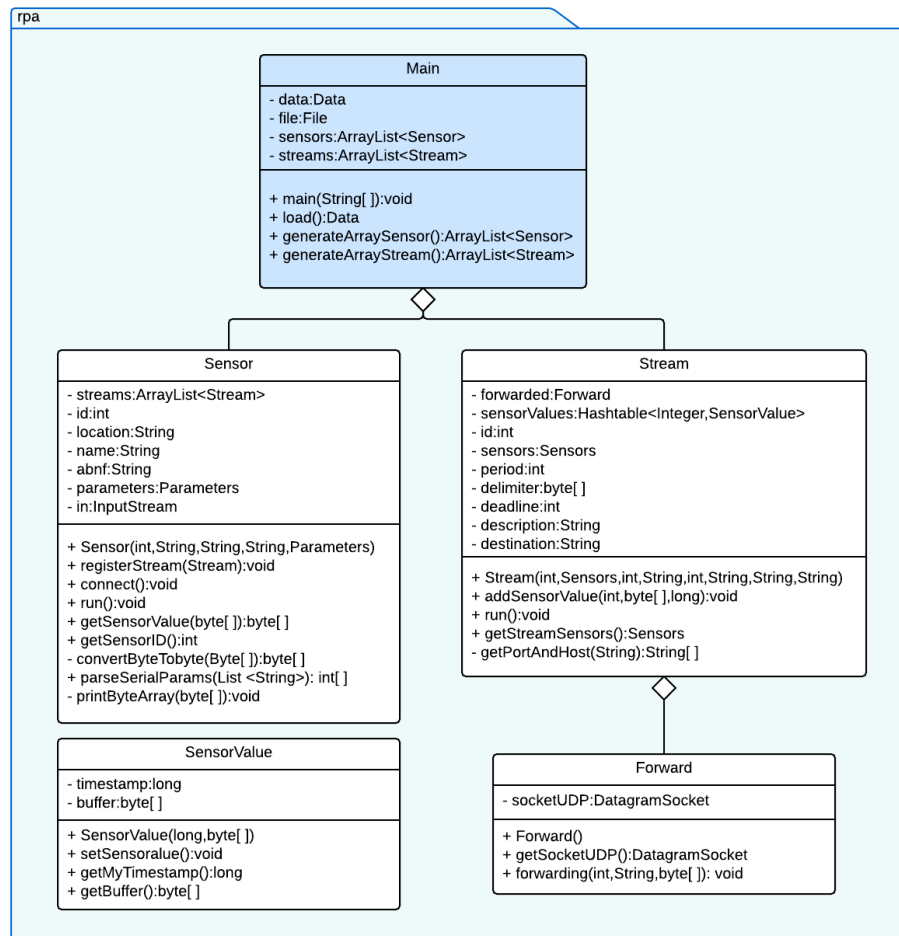 rpa
Main
- data:Data
- file:File
- sensors:ArrayList<Sensor>
- streams:ArrayList<Stream>
+ main(String[ ]):void
+ load():Data
+ generateArraySensor():ArrayList<Sensor>
+ generateArrayStream():ArrayList<Stream>
Sensor
- streams:ArrayList<Stream>
- id:int
- location:String
- name:String
- abnf:String
- parameters:Parameters
- in:InputStream
+ Sensor(int,String,String,String,Parameters)
+ registerStream(Stream):void
+ connect():void
+ run():void
+ getSensorValue(byte[ ]):byte[ ]
+ getSensorID():int
- convertByteTobyte(Byte[ ]):byte[ ]
+ parseSerialParams(List <String>): int[ ]
- printByteArray(byte[ ]):void
Stream
- forwarded:Forward
- sensorValues:Hashtable<Integer,SensorValue>
- id:int
- sensors:Sensors
- period:int
- delimiter:byte[ ]
- deadline:int
- description:String
- destination:String
+ Stream(int,Sensors,int,String,int,String,String,String)
+ addSensorValue(int,byte[ ],long):void
+ run():void
+ getStreamSensors():Sensors
- getPortAndHost(String):String[ ]
SensorValue
- timestamp:long
- buffer:byte[ ]
+ SensorValue(long,byte[ ])
+ setSensoralue():void
+ getMyTimestamp():long
+ getBuffer():byte[ ]
Forward
- socketUDP:DatagramSocket
+ Forward()
+ getSocketUDP():DatagramSocket
+ forwarding(int,String,byte[ ]): void